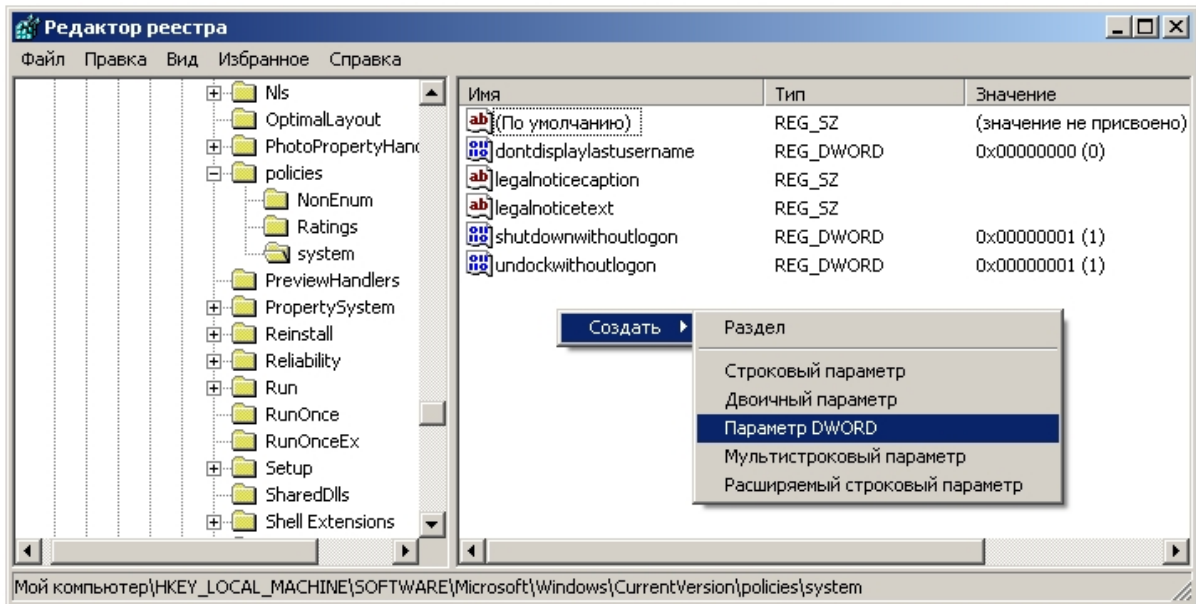 Редактор реестра
Файл Правка Вид Избранное Справка
Nls
OptimalLayout
PhotoPropertyHand
policies
NonEnum
Ratings
system
PreviewHandlers
PropertySystem
Reinstall
Reliability
Run
RunOnce
RunOnceEx
Setup
SharedDlls
Shell Extensions
Имя Тип Значение
(По умолчанию) REG_SZ (значение не присвоено)
dontdisplaylastusername REG_DWORD 0x00000000 (0)
legalnoticecaption REG_SZ
legalnoticetext REG_SZ
shutdownwithoutlogon REG_DWORD 0x00000001 (1)
undockwithoutlogon REG_DWORD 0x00000001 (1)
Создать
Раздел
Строковый параметр
Двоичный параметр
Параметр DWORD
Мультистроковый параметр
Расширяемый строковый параметр
Мой компьютер\HKEY_LOCAL_MACHINE\SOFTWARE\Microsoft\Windows\CurrentVersion\policies\system